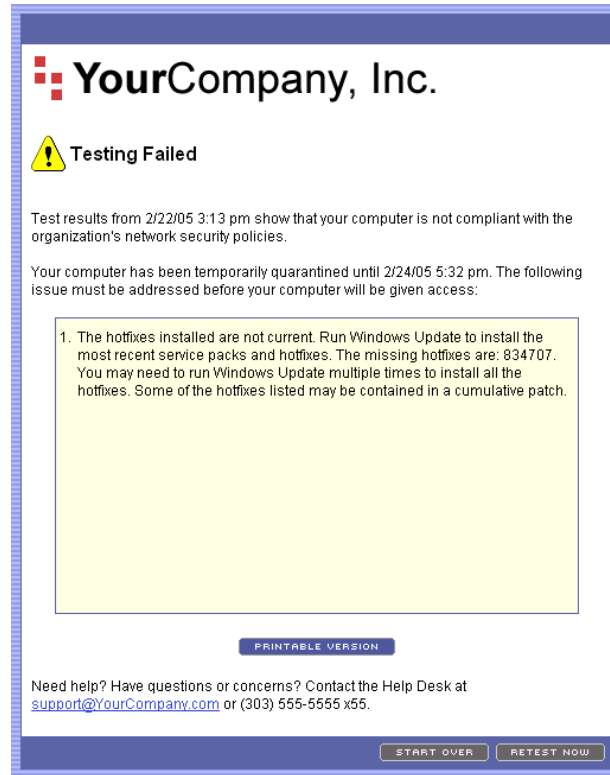 YourCompany, Inc.
Testing Failed
Test results from 2/22/05 3:13 pm show that your computer is not compliant with the
organization's network security policies.
Your computer has been temporarily quarantined until 2/24/05 5:32 pm. The following
issue must be addressed before your computer will be given access:
1. The hotfixes installed are not current. Run Windows Update to install the
most recent service packs and hotfixes. The missing hotfixes are: 834707.
You may need to run Windows Update multiple times to install all the
hotfixes. Some of the hotfixes listed may be contained in a cumulative patch.
PRINTABLE VERSION
Need help? Have questions or concerns? Contact the Help Desk at
support@YourCompany.com or (303) 555-5555 x55.
START OVER RETEST NOW